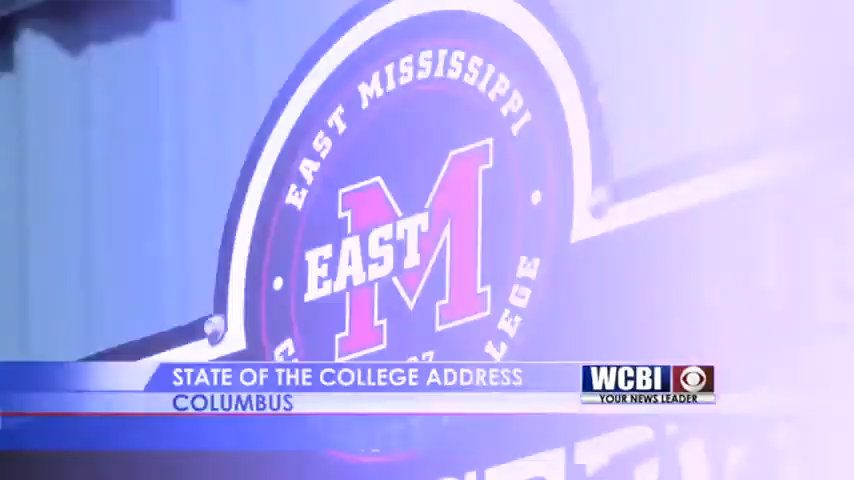 EAST MISSISSIPPI
M
EAST
STATE OF THE COLLEGE ADDRESS
COLUMBUS
WCBI
YOUR NEWS LEADER